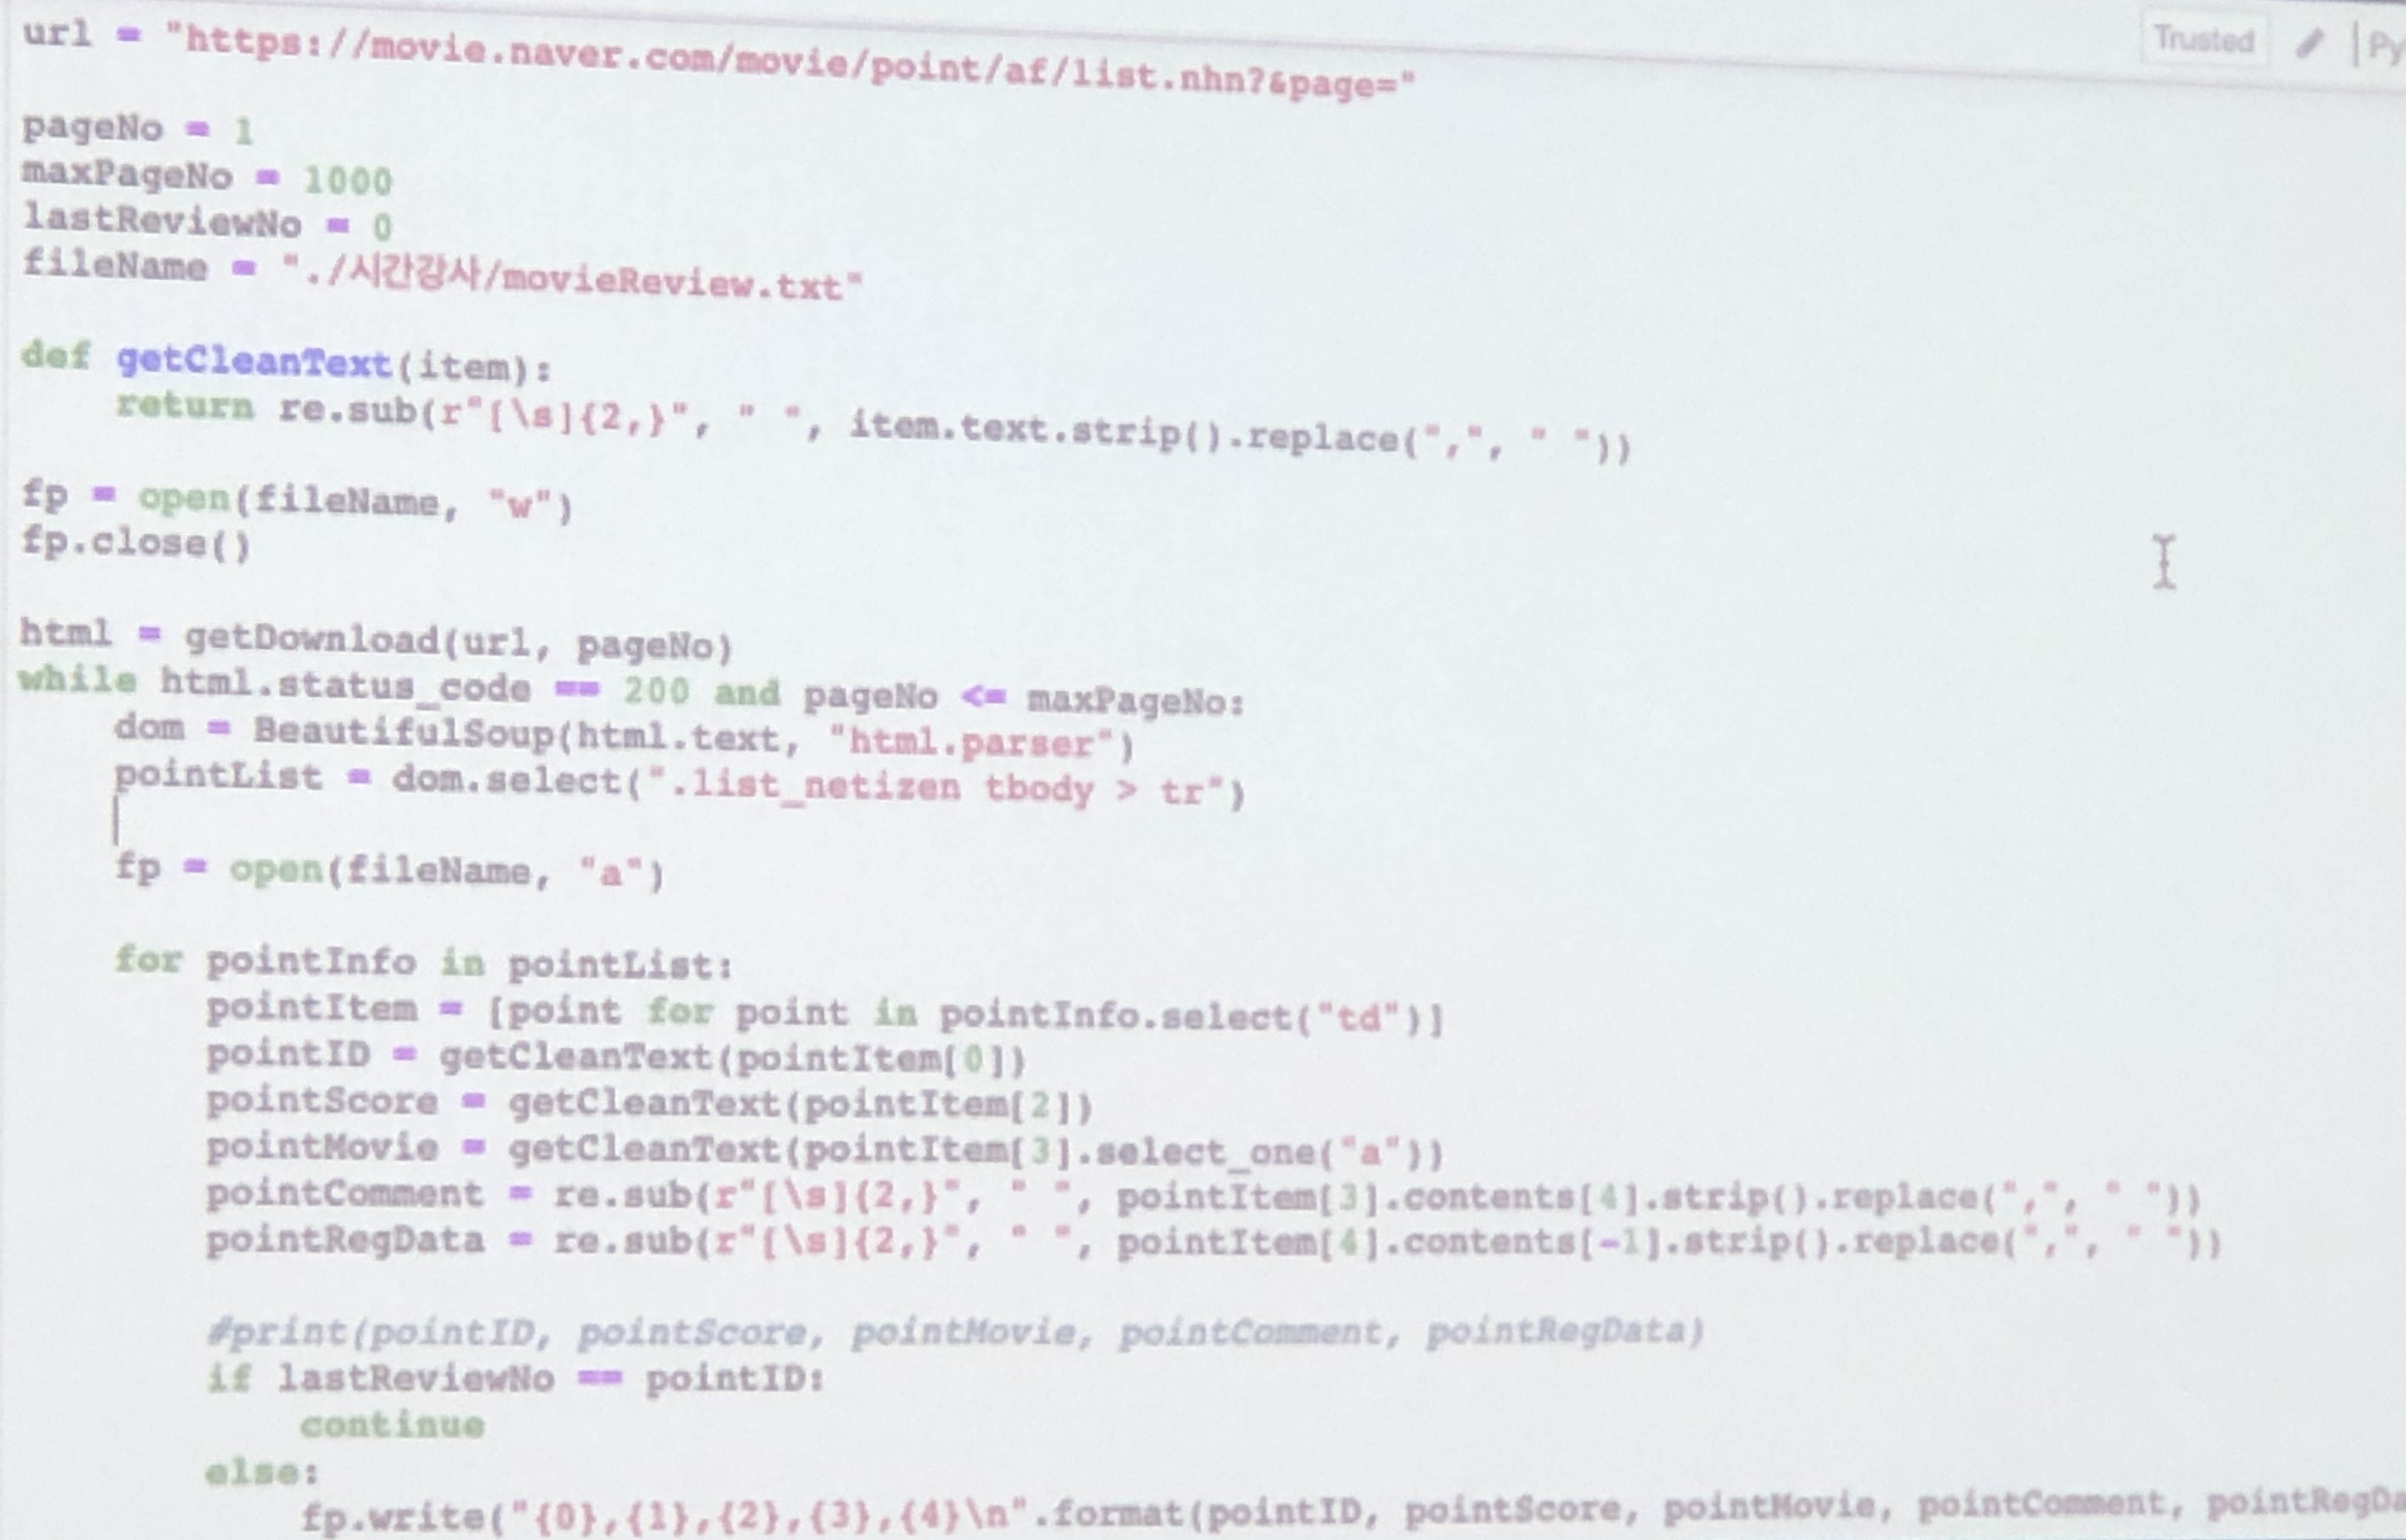 Trusted
Py
url = "https://movie.naver.com/movie/point/af/list.nhn?&page="
pageNo = 1
maxPageNo = 1000
lastReviewNo = 0
fileName = "./시간강사/movieReview.txt"
def getCleanText(item):
    return re.sub(r"[\s]{2,}", " ", item.text.strip().replace(",", " "))
fp = open(fileName, "w")
fp.close()
html = getDownload(url, pageNo)
while html.status_code == 200 and pageNo <= maxPageNo:
    dom = BeautifulSoup(html.text, "html.parser")
    pointList = dom.select(".list_netizen tbody > tr")
    fp = open(fileName, "a")
    for pointInfo in pointList:
        pointItem = [point for point in pointInfo.select("td")]
        pointID = getCleanText(pointItem[0])
        pointScore = getCleanText(pointItem[2])
        pointMovie = getCleanText(pointItem[3].select_one("a"))
        pointComment = re.sub(r"[\s]{2,}", " ", pointItem[3].contents[4].strip().replace(",", " "))
        pointRegData = re.sub(r"[\s]{2,}", " ", pointItem[4].contents[-1].strip().replace(",", " "))
        #print(pointID, pointScore, pointMovie, pointComment, pointRegData)
        if lastReviewNo == pointID:
            continue
        else:
            fp.write("{0},{1},{2},{3},{4}\n".format(pointID, pointScore, pointMovie, pointComment, pointRegDa